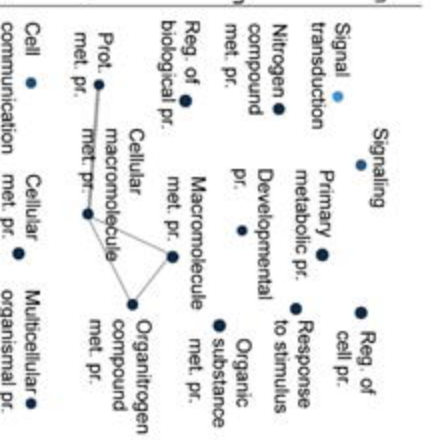 Signaling
Reg. of
cell pr.
Signal
transduction
Primary
metabolic pr.
Response
to stimulus
Nitrogen
compound
met. pr.
Developmental
pr.
Organic
substance
met. pr.
Reg. of
biological pr.
Macromolecule
met. pr.
Organitrogen
compound
met. pr.
Cellular
macromolecule
met. pr.
Prot.
met. pr.
Cell
communication
Cellular
met. pr.
Multicellular
organismal pr.